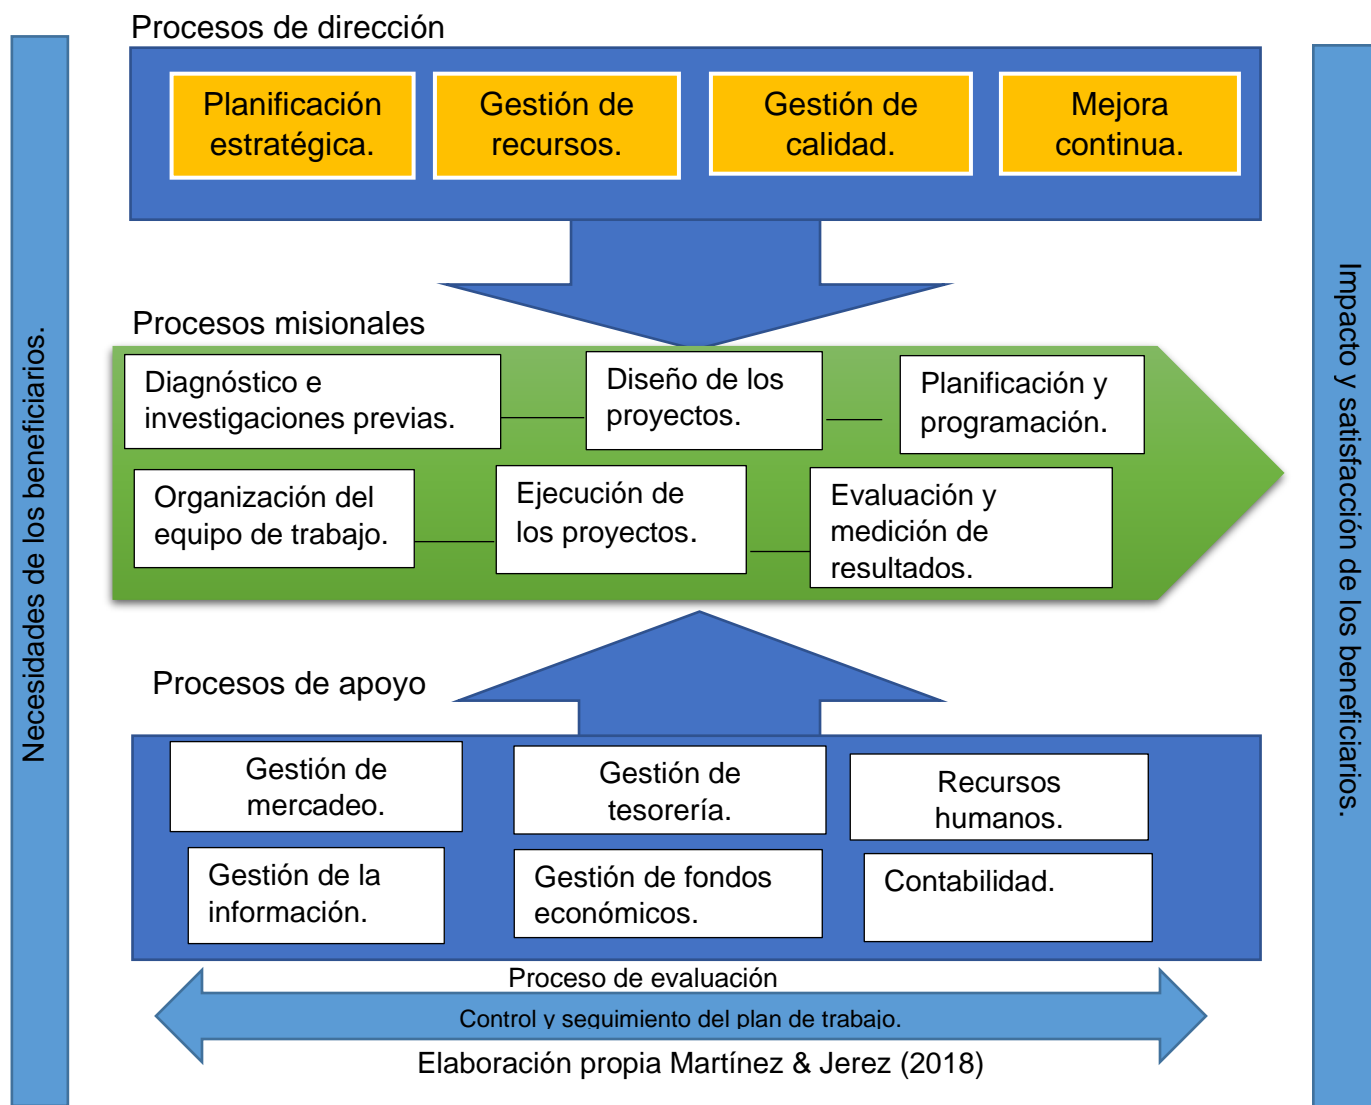 Procesos de dirección
Planificación
estratégica.
Gestión de
recursos.
Gestión de
calidad.
Mejora
continua.
Necesidades de los beneficiarios.
Procesos misionales
Diagnóstico e
investigaciones previas.
Diseño de los
proyectos.
Planificación y
programación.
Organización del
equipo de trabajo.
Ejecución de
los proyectos.
Evaluación y
medición de
resultados.
Impacto y satisfacción de los beneficiarios.
Procesos de apoyo
Gestión de
mercadeo.
Gestión de
tesorería.
Recursos
humanos.
Gestión de la
información.
Gestión de fondos
económicos.
Contabilidad.
Proceso de evaluación
Control y seguimiento del plan de trabajo.
Elaboración propia Martínez & Jerez (2018)